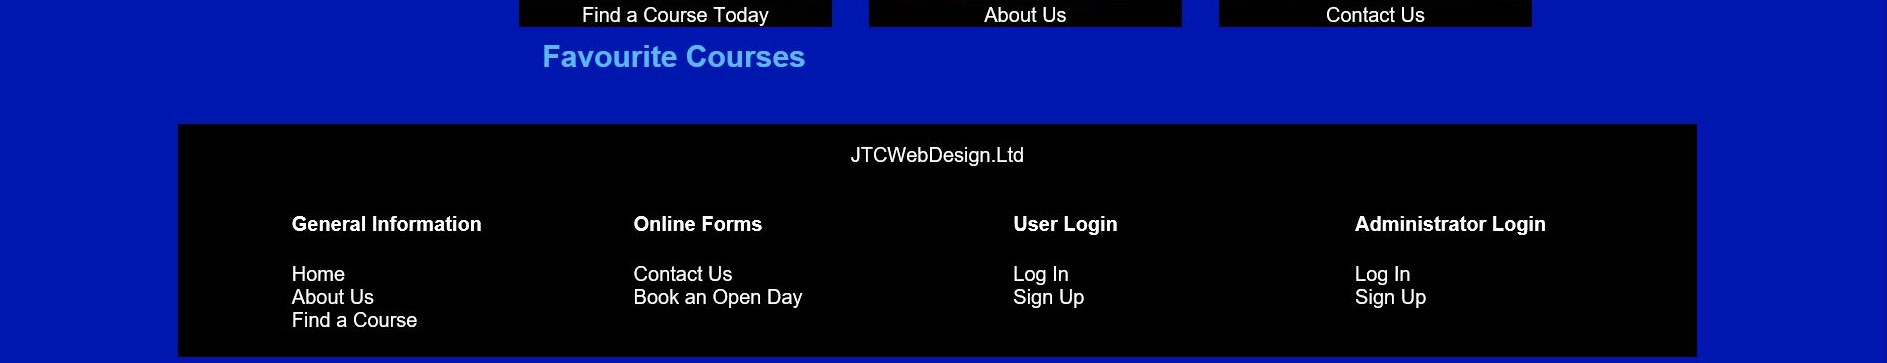 Find a Course Today
About Us
Contact Us
Favourite Courses
JTCWebDesign.Ltd
General Information
Home
About Us
Find a Course
Online Forms
Contact Us
Book an Open Day
User Login
Log In
Sign Up
Administrator Login
Log In
Sign Up